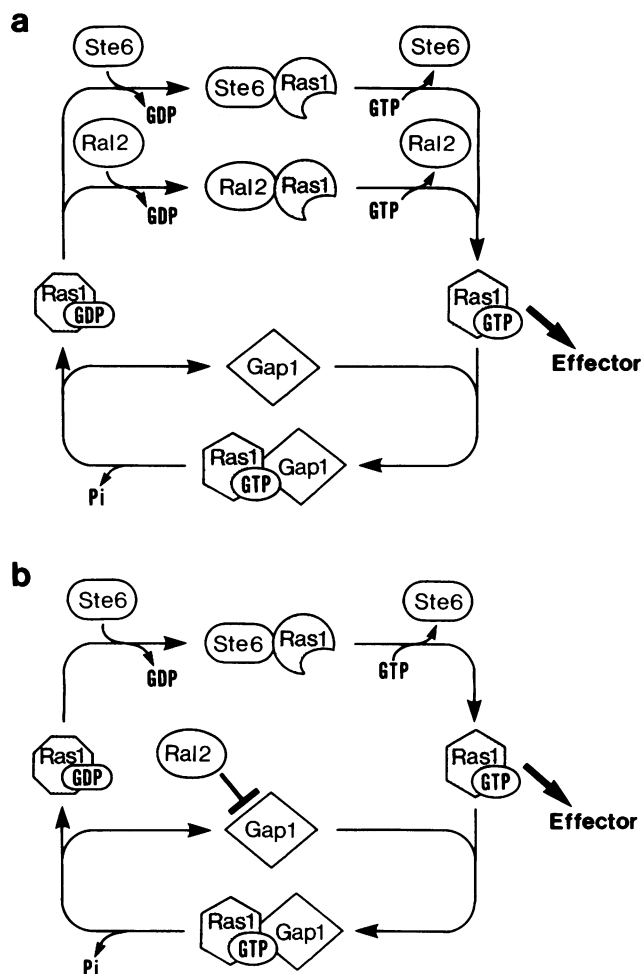 a
Ste6
Ste6
GDP
Ste6 Ras1
GTP
Ral2
Ral2
GDP
Ral2 Ras1
GTP
Ras1
GDP
Ras1
GTP
Effector
Gap1
Ras1
GTP
Gap1
Pi
b
Ste6
Ste6
GDP
Ste6 Ras1
GTP
Ral2
Ras1
GDP
Ras1
GTP
Effector
Gap1
Ras1
GTP
Gap1
Pi